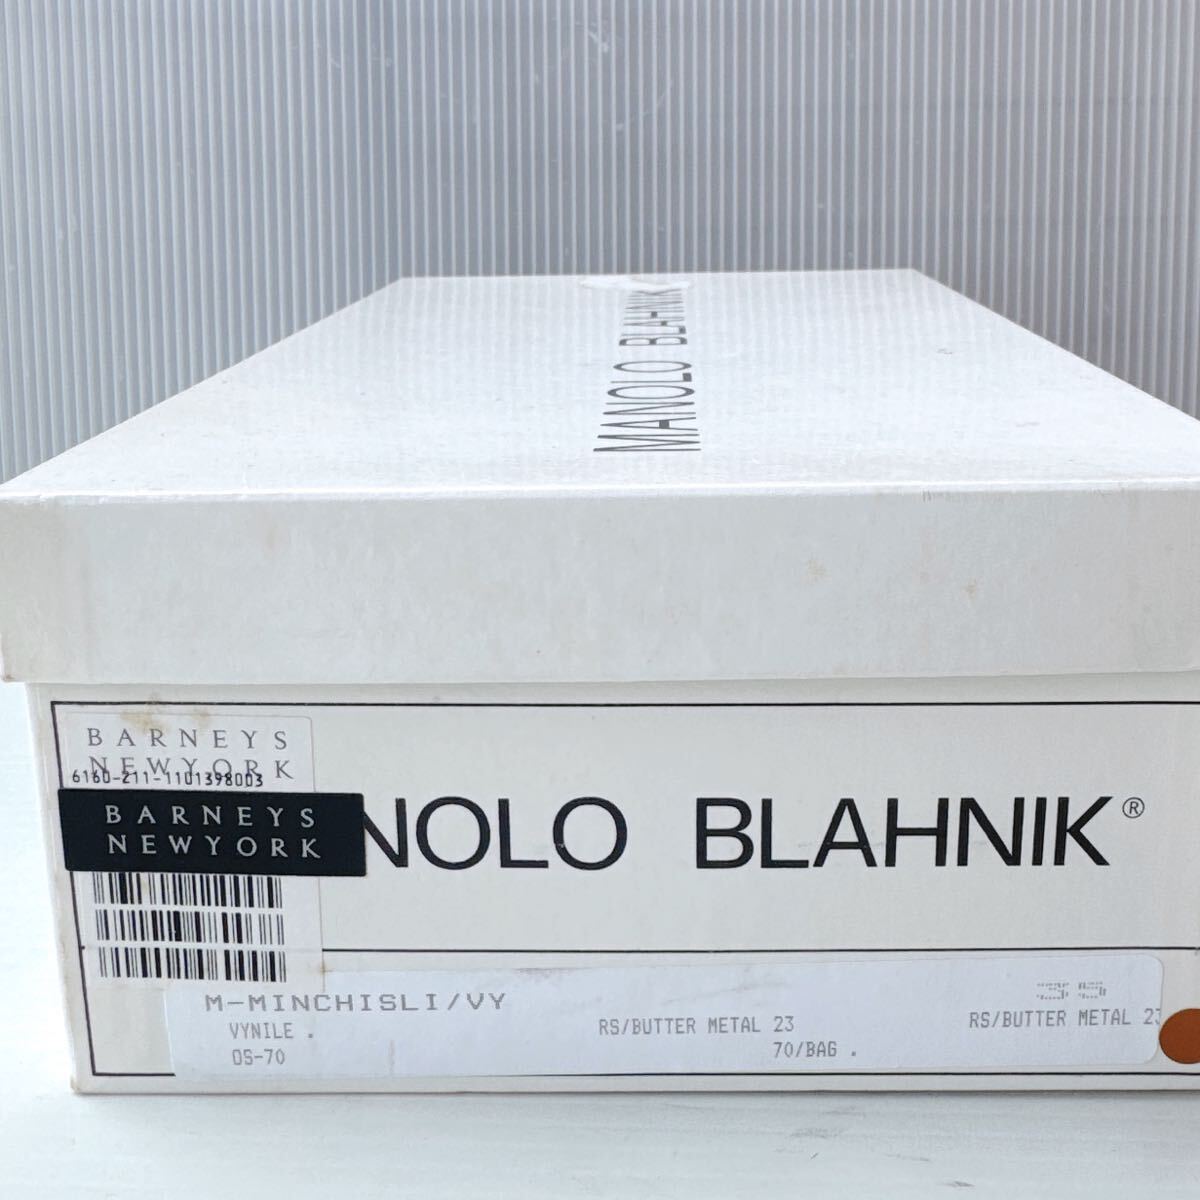 MANOLO BLAHNIK
BARNEYS
NEWYORK
6160-211-1101398003
BARNEYS
NEWYORK
NOLO BLAHNIK®
M-MINCHISLI/VY 35
VYNILE . RS/BUTTER METAL 23 RS/BUTTER METAL 23
OS-70 70/BAG .